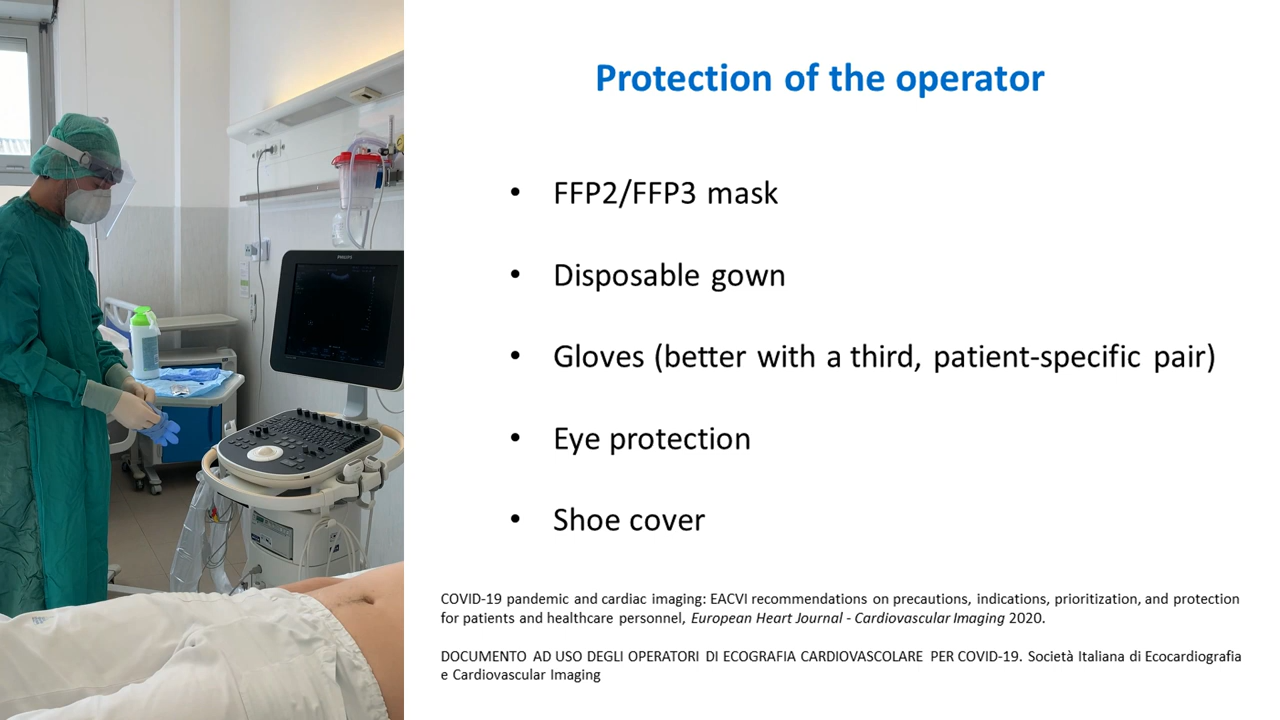 Protection of the operator
• FFP2/FFP3 mask
• Disposable gown
• Gloves (better with a third, patient-specific pair)
• Eye protection
• Shoe cover
COVID-19 pandemic and cardiac imaging: EACVI recommendations on precautions, indications, prioritization, and protection
for patients and healthcare personnel, European Heart Journal - Cardiovascular Imaging 2020.
DOCUMENTO AD USO DEGLI OPERATORI DI ECOGRAFIA CARDIOVASCOLARE PER COVID-19. Società Italiana di Ecocardiografia
e Cardiovascular Imaging
PHILIPS